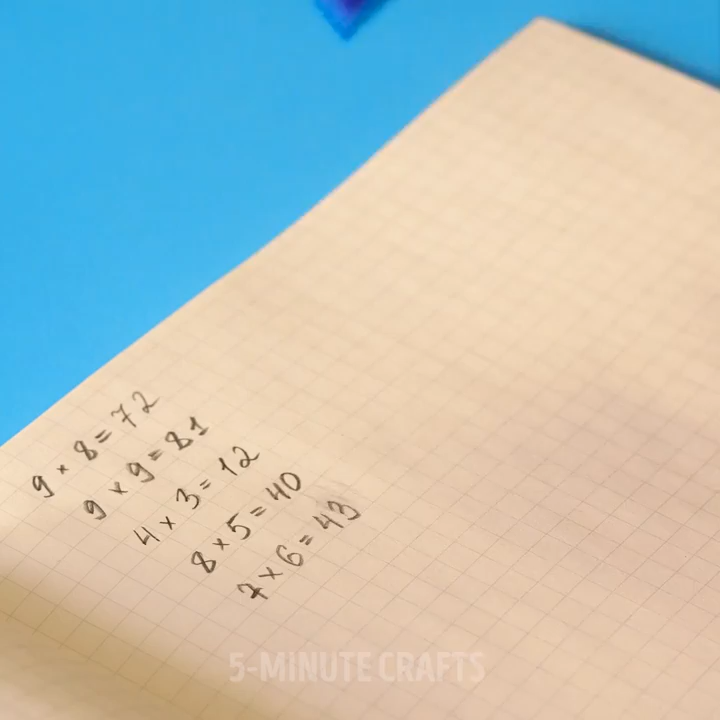 9 × 8 = 72
9 × 9 = 81
4 × 3 = 12
8 × 5 = 40
7 × 6 = 43
5-MINUTE CRAFTS